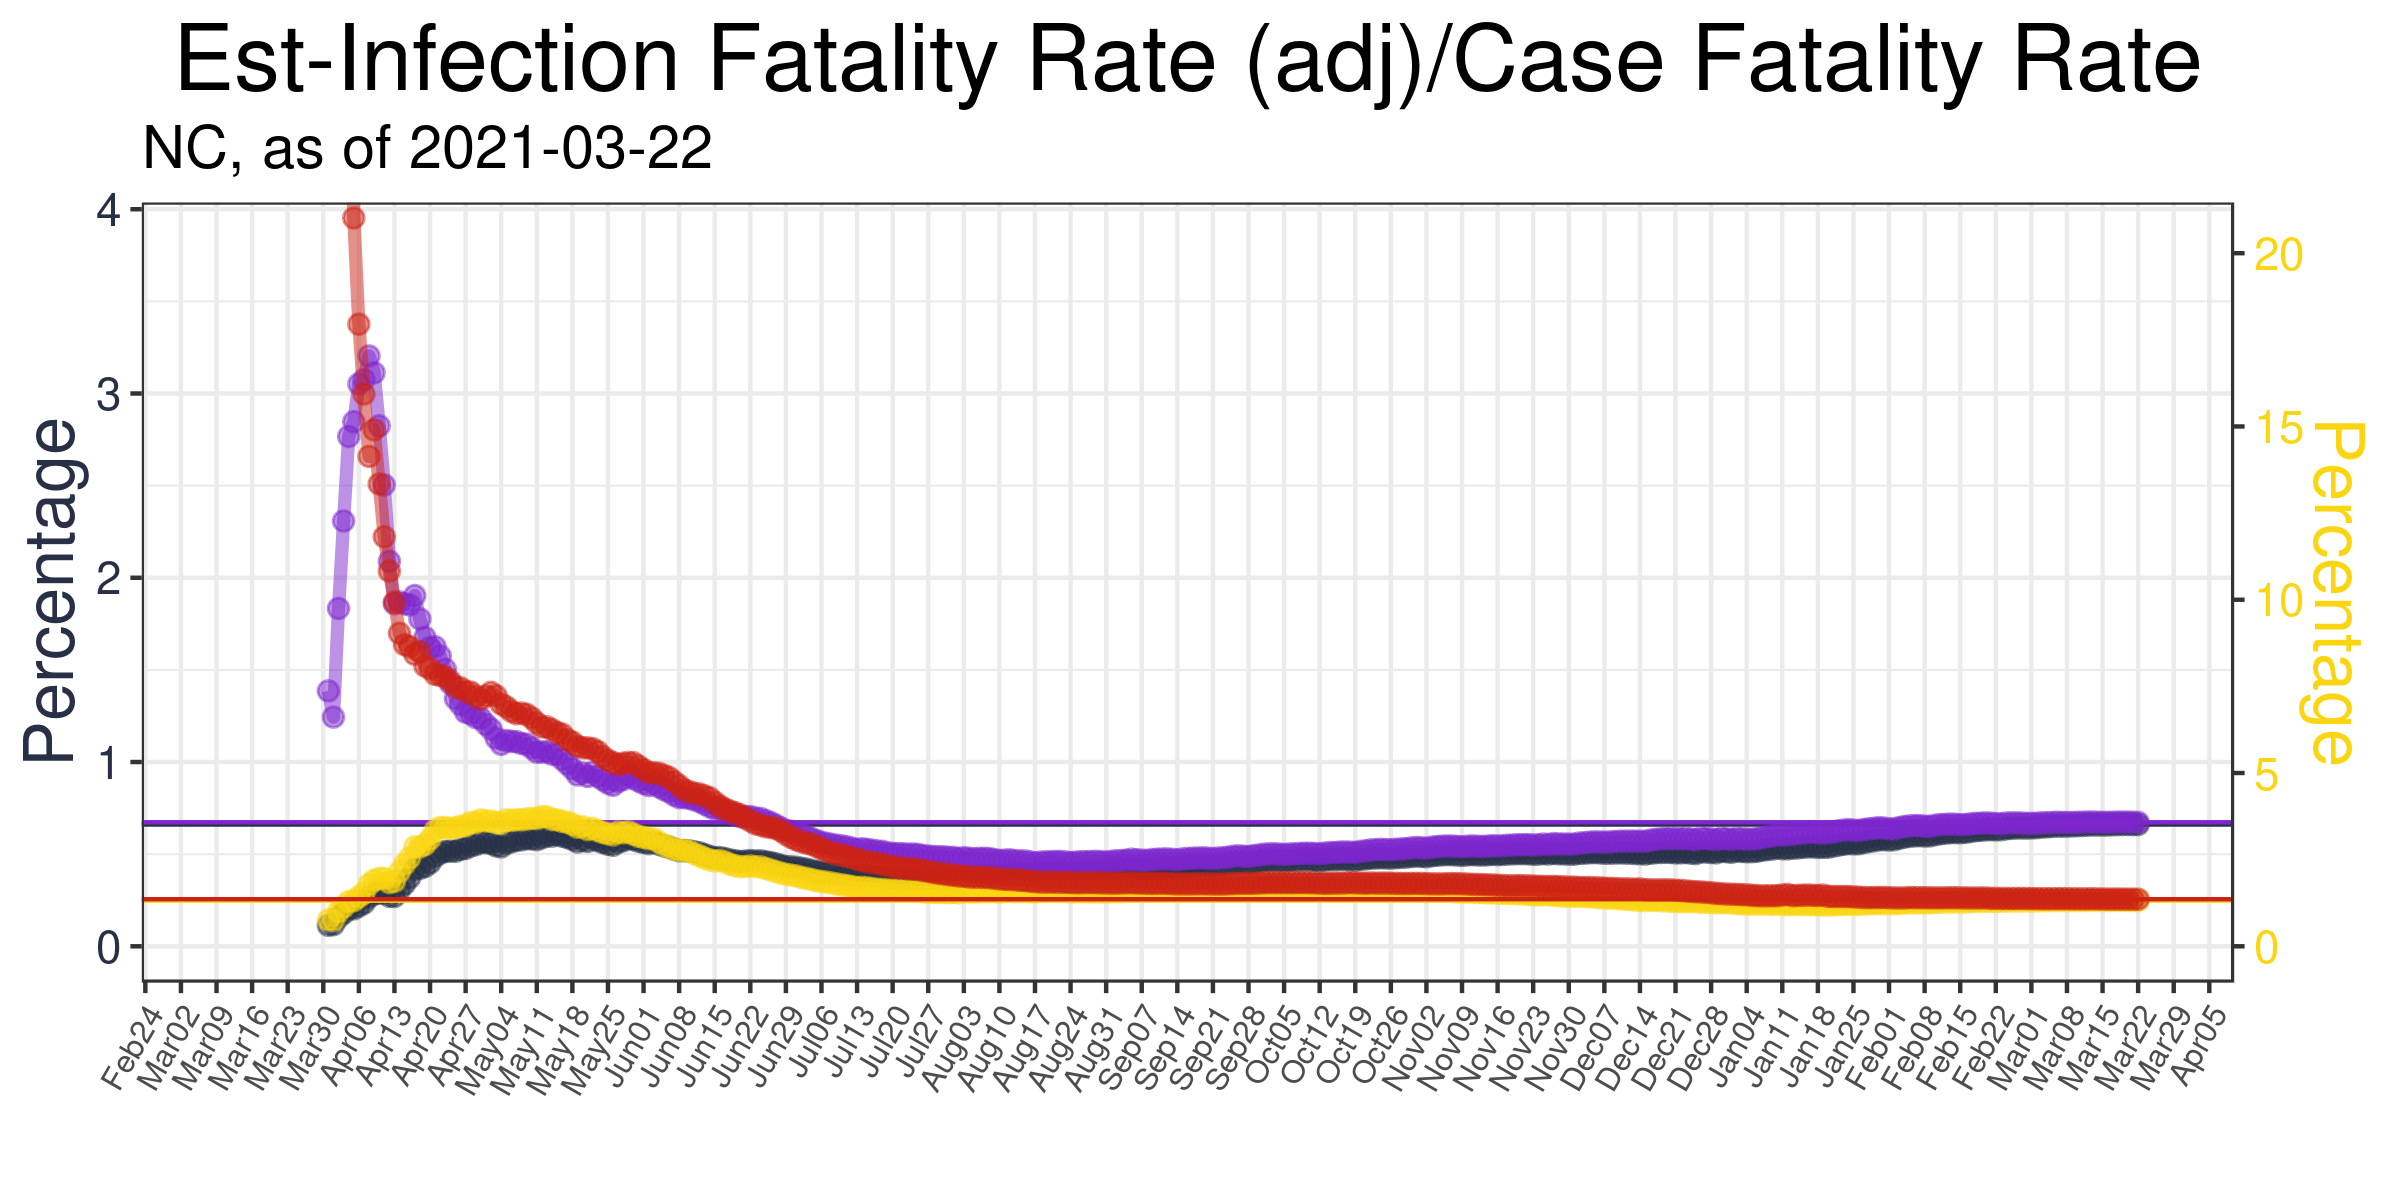 Est-Infection Fatality Rate (adj)/Case Fatality Rate
NC, as of 2021-03-22
Percentage
4
3
2
1
0
20
15
10
5
0
Percentage
Feb24
Mar02
Mar09
Mar16
Mar23
Mar30
Apr06
Apr13
Apr20
Apr27
May04
May11
May18
May25
Jun01
Jun08
Jun15
Jun22
Jun29
Jul06
Jul13
Jul20
Jul27
Aug03
Aug10
Aug17
Aug24
Aug31
Sep07
Sep14
Sep21
Sep28
Oct05
Oct12
Oct19
Oct26
Nov02
Nov09
Nov16
Nov23
Nov30
Dec07
Dec14
Dec21
Dec28
Jan04
Jan11
Jan18
Jan25
Feb01
Feb08
Feb15
Feb22
Mar01
Mar08
Mar15
Mar22
Mar29
Apr05